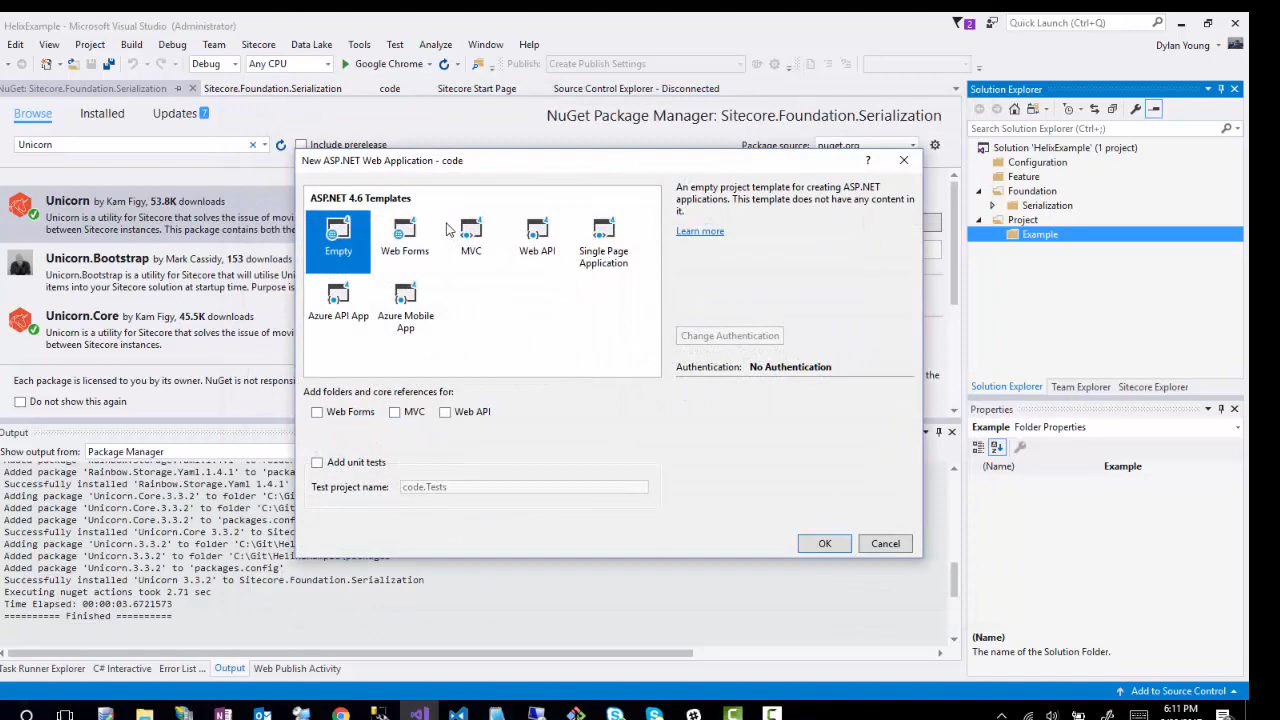 HelixExample - Microsoft Visual Studio (Administrator)
2
Quick Launch (Ctrl+Q)
Edit View Project Build Debug Team Sitecore Data Lake Tools Test Analyze Window Help
Dylan Young
Debug Any CPU Google Chrome Publish: Create Publish Settings
NuGet: Sitecore.Foundation.Serialization Sitecore.Foundation.Serialization code Sitecore Start Page Source Control Explorer - Disconnected
Browse Installed Updates 7
NuGet Package Manager: Sitecore.Foundation.Serialization
Unicorn
Include prerelease
Package source: nuget.org
Unicorn by Kam Figy, 53.8K downloads
Unicorn is a utility for Sitecore that solves the issue of movi
between Sitecore instances. This package contains both the
Unicorn.Bootstrap by Mark Cassidy, 153 downloads
Unicorn.Bootstrap is a utility for Sitecore that will utilise Uni
items into your Sitecore solution at startup time. Purpose is
Unicorn.Core by Kam Figy, 45.5K downloads
Unicorn is a utility for Sitecore that solves the issue of movi
between Sitecore instances.
Each package is licensed to you by its owner. NuGet is not respon
the
Do not show this again
New ASP.NET Web Application - code
?
ASP.NET 4.6 Templates
Empty
Web Forms
MVC
Web API
Single Page
Application
Azure API App
Azure Mobile
App
An empty project template for creating ASP.NET
applications. This template does not have any content in
it.
Learn more
Change Authentication
Authentication: No Authentication
Add folders and core references for:
Web Forms MVC Web API
Add unit tests
Test project name: code.Tests
OK Cancel
Solution Explorer
Search Solution Explorer (Ctrl+;)
Solution 'HelixExample' (1 project)
Configuration
Feature
Foundation
Serialization
Project
Example
Solution Explorer Team Explorer Sitecore Explorer
Properties
Example Folder Properties
(Name) Example
(Name)
The name of the Solution Folder.
Output
Show output from: Package Manager
Added package 'Rainbow.Storage.Yaml.1.4.1' to 'packa
Successfully installed 'Rainbow.Storage.Yaml 1.4.1'
Adding package 'Unicorn.Core.3.3.2' to folder 'C:\G
Added package 'Unicorn.Core.3.3.2' to folder 'C:\Git
Added package 'Unicorn.Core.3.3.2' to 'packages.conf
Successfully installed 'Unicorn.Core 3.3.2' to Sitec
Adding package 'Unicorn.3.3.2' to folder 'C:\Git\Hel
Added package 'Unicorn.3.3.2' to folder
Added package 'Unicorn.3.3.2' to 'packages.config'
Successfully installed 'Unicorn 3.3.2' to Sitecore.Foundation.Serialization
Executing nuget actions took 2.71 sec
Time Elapsed: 00:00:03.6721573
========== Finished ==========
Task Runner Explorer C# Interactive Error List ... Output Web Publish Activity
Add to Source Control
6:11 PM